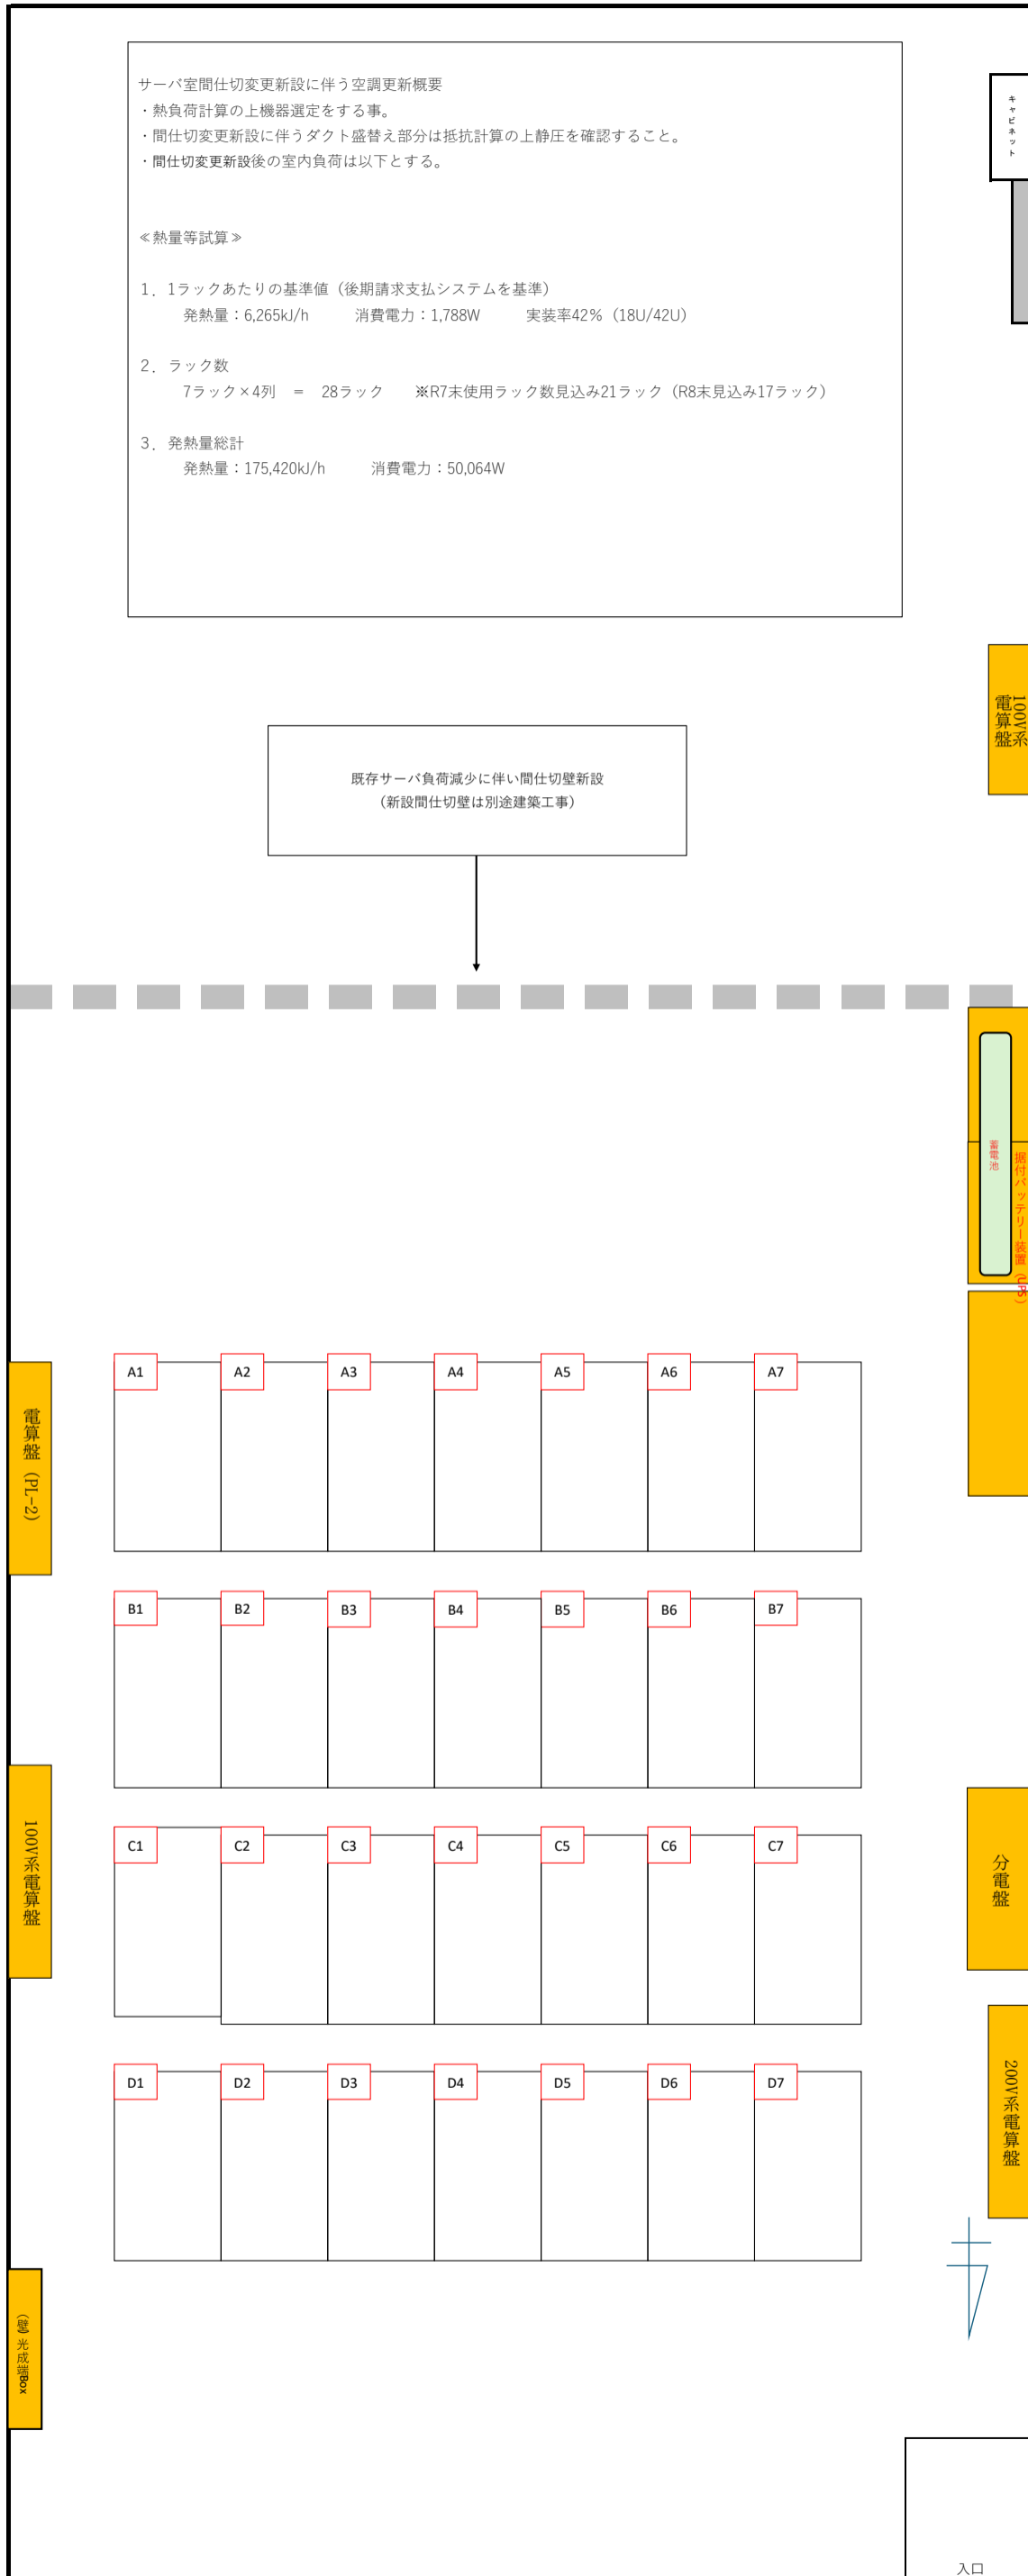 サーバ室間仕切変更新設に伴う空調更新概要
・熱負荷計算の上機器選定をする事。
・間仕切変更新設に伴うダクト盛替え部分は抵抗計算の上静圧を確認すること。
・間仕切変更新設後の室内負荷は以下とする。
≪熱量等試算≫
1．1ラックあたりの基準値（後期請求支払システムを基準）
発熱量：6,265kJ/h　消費電力：1,788W　実装率42%（18U/42U）
2．ラック数
7ラック×4列　=　28ラック　※R7末使用ラック数見込み21ラック（R8末見込み17ラック）
3．発熱量総計
発熱量：175,420kJ/h　消費電力：50,064W
キャビネット
100V系
電算盤
既存サーバ負荷減少に伴い間仕切壁新設
（新設間仕切壁は別途建築工事）
蓄電池
据付バッテリー装置（UPS）
電算盤（PL-2）
A1 A2 A3 A4 A5 A6 A7
B1 B2 B3 B4 B5 B6 B7
100V系電算盤
C1 C2 C3 C4 C5 C6 C7
分電盤
D1 D2 D3 D4 D5 D6 D7
200V系電算盤
（壁）光成端Box
入口